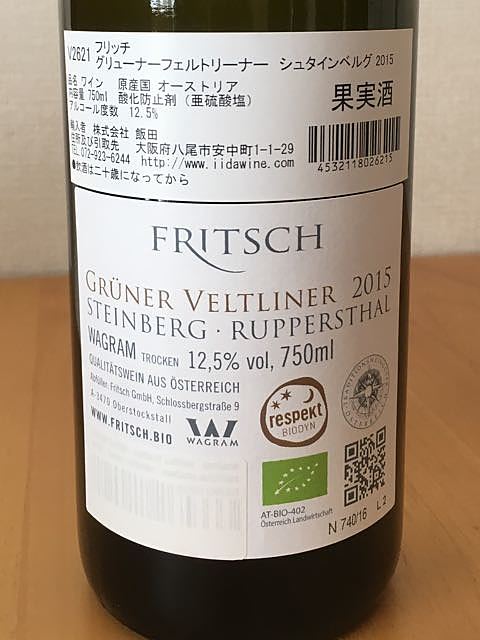 V2621 フリッチ
グリューナーフェルトリーナー シュタインベルグ 2015
品名 ワイン 原産国 オーストリア
内容量 750ml 酸化防止剤 (亜硫酸塩)
アルコール度数 12.5%
果実酒
輸入者 株式会社 飯田
住所及び引取先 大阪府八尾市安中町1-1-29
TEL 072-923-6244 http://www.iidawine.com
●飲酒は二十歳になってから
4532118026215
FRITSCH
GRÜNER VELTLINER 2015
STEINBERG · RUPPERSTHAL
WAGRAM TROCKEN 12,5% vol, 750ml
QUALITÄTSWEIN AUS ÖSTERREICH
Abfüller: Fritsch GmbH, Schlossbergstraße 9
A-3470 Oberstockstall
WWW.FRITSCH.BIO
W
WAGRAM
respekt
BIODYN
AT-BIO-402
Österreich Landwirtschaft
N 740/16 L 2